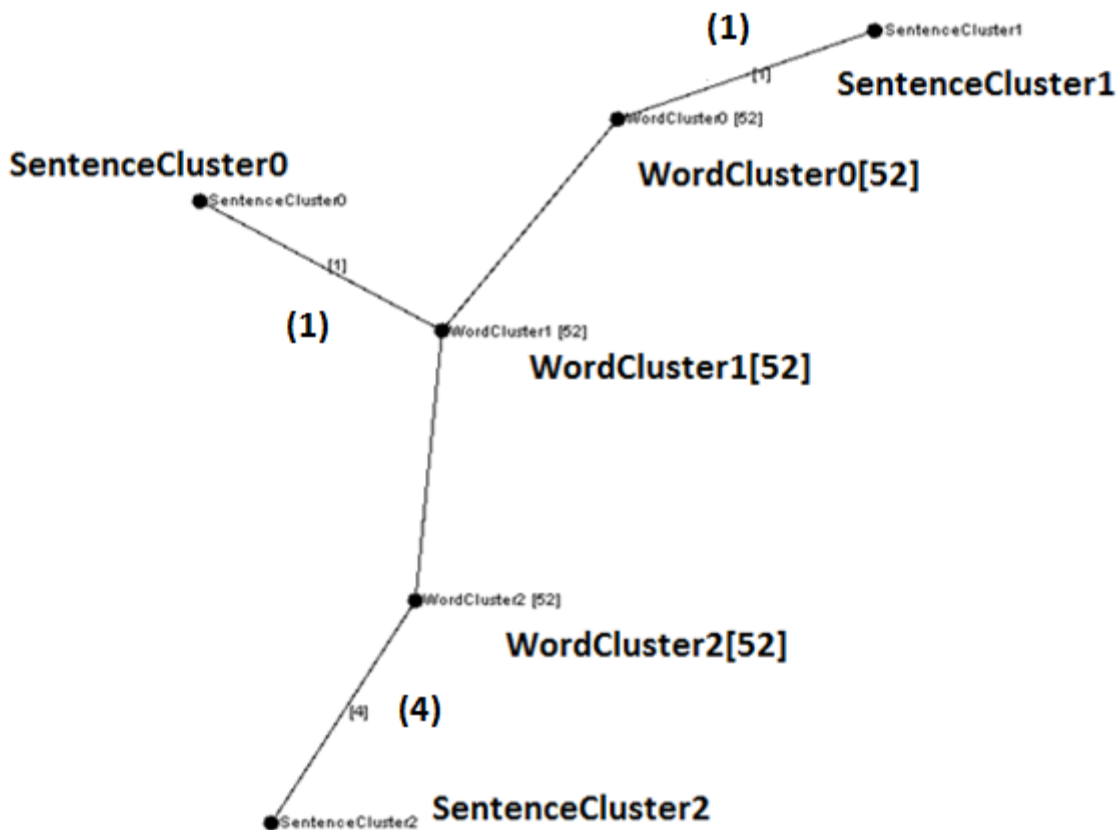 (1)
SentenceCluster1
[1]
SentenceCluster1
WordCluster0 [52]
WordCluster0[52]
SentenceCluster0
SentenceCluster0
[1]
(1)
WordCluster1 [52]
WordCluster1[52]
WordCluster2 [52]
WordCluster2[52]
[4]
(4)
SentenceCluster2
SentenceCluster2